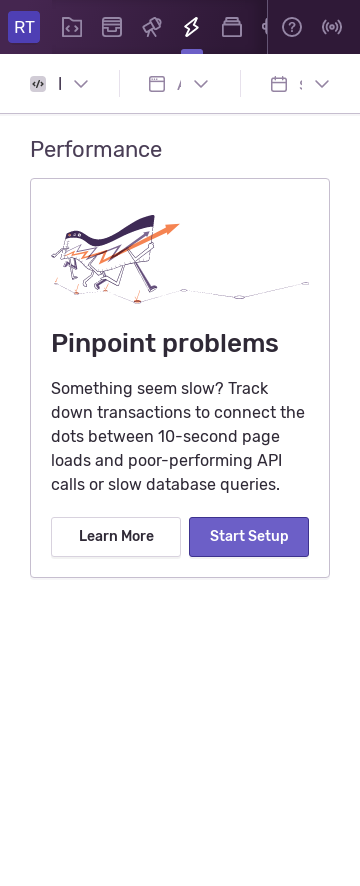 RT
Performance
Pinpoint problems
Something seem slow? Track
down transactions to connect the
dots between 10-second page
loads and poor-performing API
calls or slow database queries.
Learn More
Start Setup